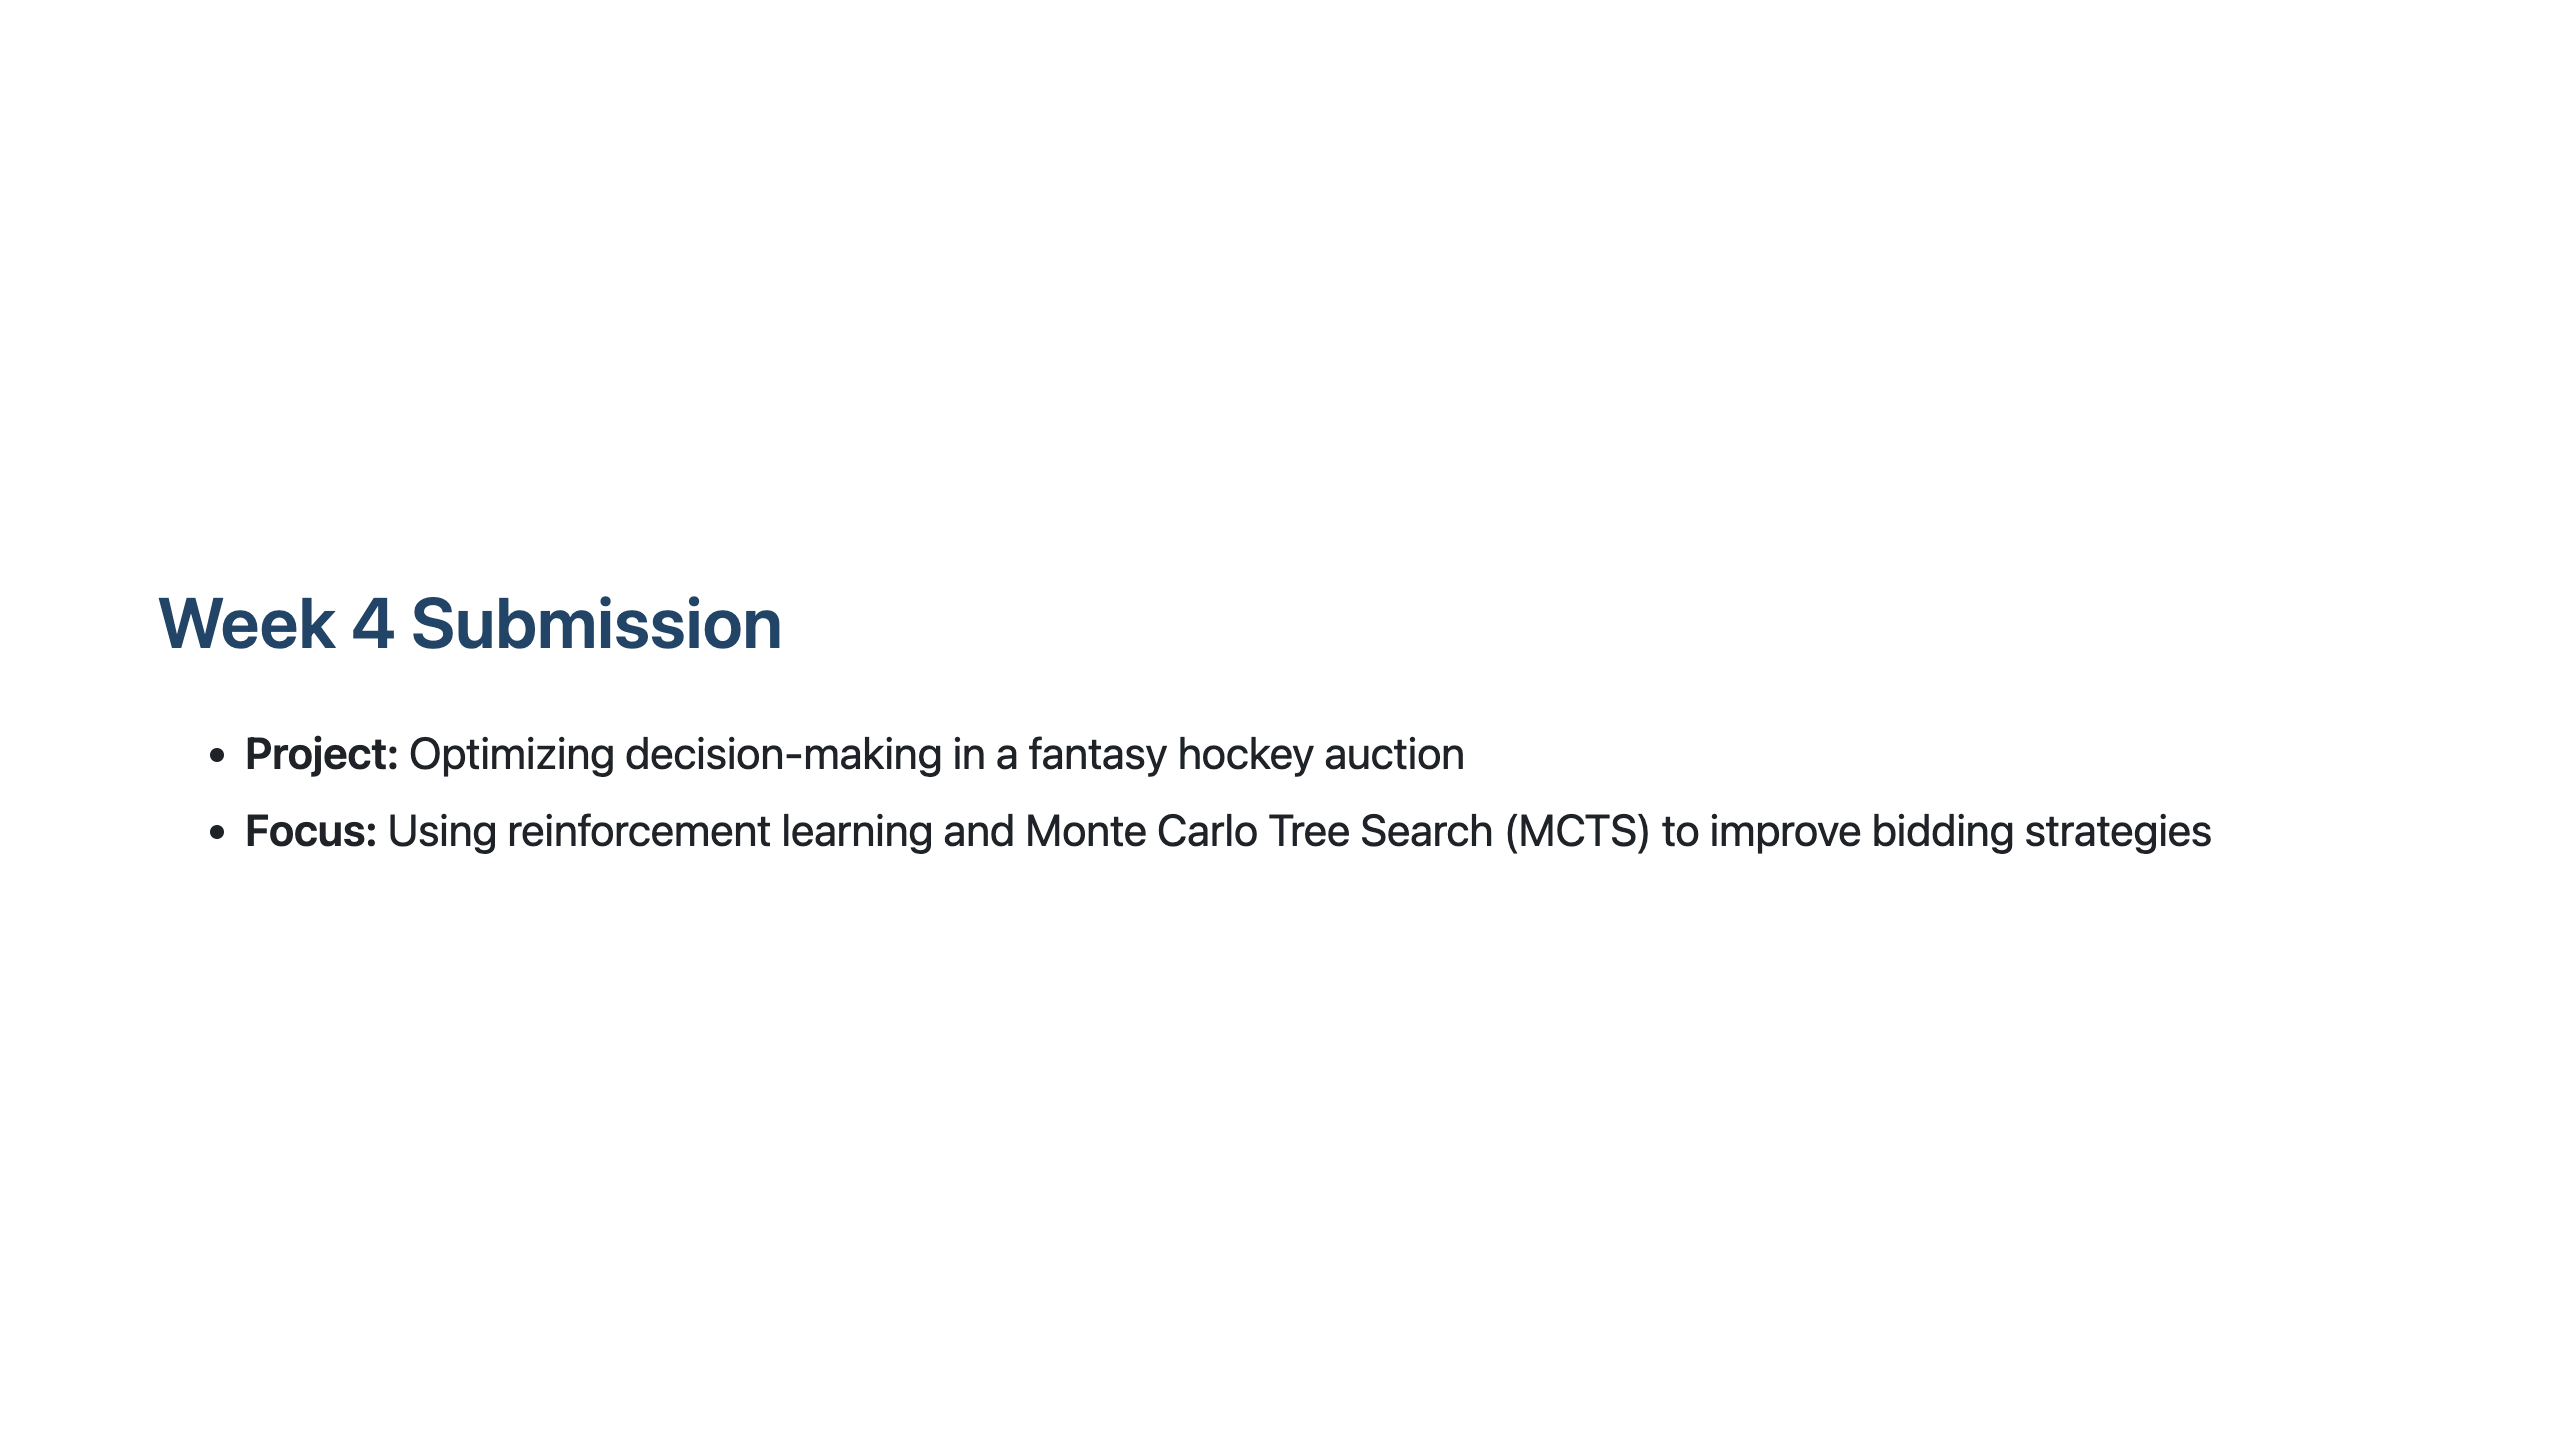 Week 4 Submission
• Project: Optimizing decision-making in a fantasy hockey auction
• Focus: Using reinforcement learning and Monte Carlo Tree Search (MCTS) to improve bidding strategies